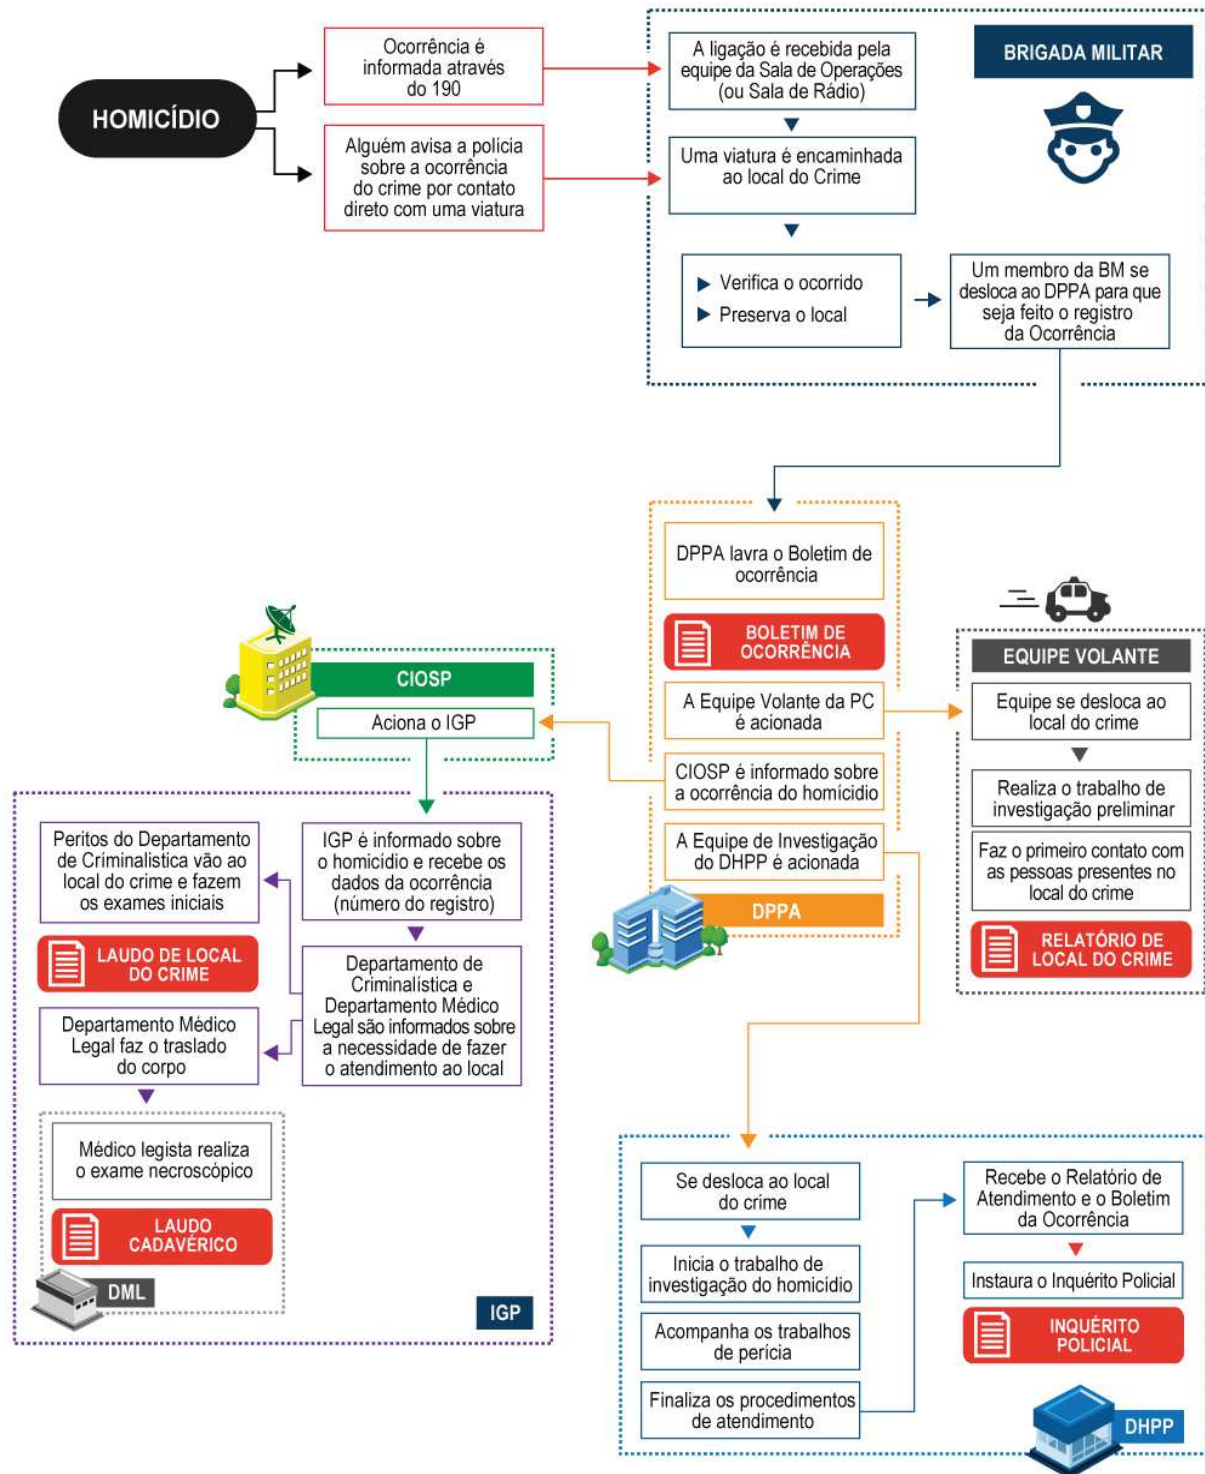 HOMICÍDIO
Ocorrência é
informada através
do 190
Alguém avisa a polícia
sobre a ocorrência
do crime por contato
direto com uma viatura
A ligação é recebida pela
equipe da Sala de Operações
(ou Sala de Rádio)
BRIGADA MILITAR
Uma viatura é encaminhada
ao local do Crime
Verifica o ocorrido
Preserva o local
Um membro da BM se
desloca ao DPPA para que
seja feito o registro
da Ocorrência
DPPA lavra o Boletim de
ocorrência
BOLETIM DE
OCORRÊNCIA
A Equipe Volante da PC
é acionada
CIOSP é informado sobre
a ocorrência do homícidio
A Equipe de Investigação
do DHPP é acionada
DPPA
EQUIPE VOLANTE
Equipe se desloca ao
local do crime
Realiza o trabalho de
investigação preliminar
Faz o primeiro contato com
as pessoas presentes no
local do crime
RELATÓRIO DE
LOCAL DO CRIME
CIOSP
Aciona o IGP
IGP é informado sobre
o homicídio e recebe os
dados da ocorrência
(número do registro)
Peritos do Departamento
de Críminalistica vão ao
local do crime e fazem
os exames iniciais
LAUDO DE LOCAL
DO CRIME
Departamento de
Criminalística e
Departamento Médico
Legal são informados sobre
a necessidade de fazer
o atendimento ao local
Departamento Médico
Legal faz o traslado
do corpo
Médico legista realiza
o exame necroscópico
LAUDO
CADAVÉRICO
DML
IGP
Se desloca ao local
do crime
Inicia o trabalho de
investigação do homicídio
Acompanha os trabalhos
de perícia
Finaliza os procedimentos
de atendimento
Recebe o Relatório de
Atendimento e o Boletim
da Ocorrência
Instaura o Inquérito Policial
INQUÉRITO
POLICIAL
DHPP